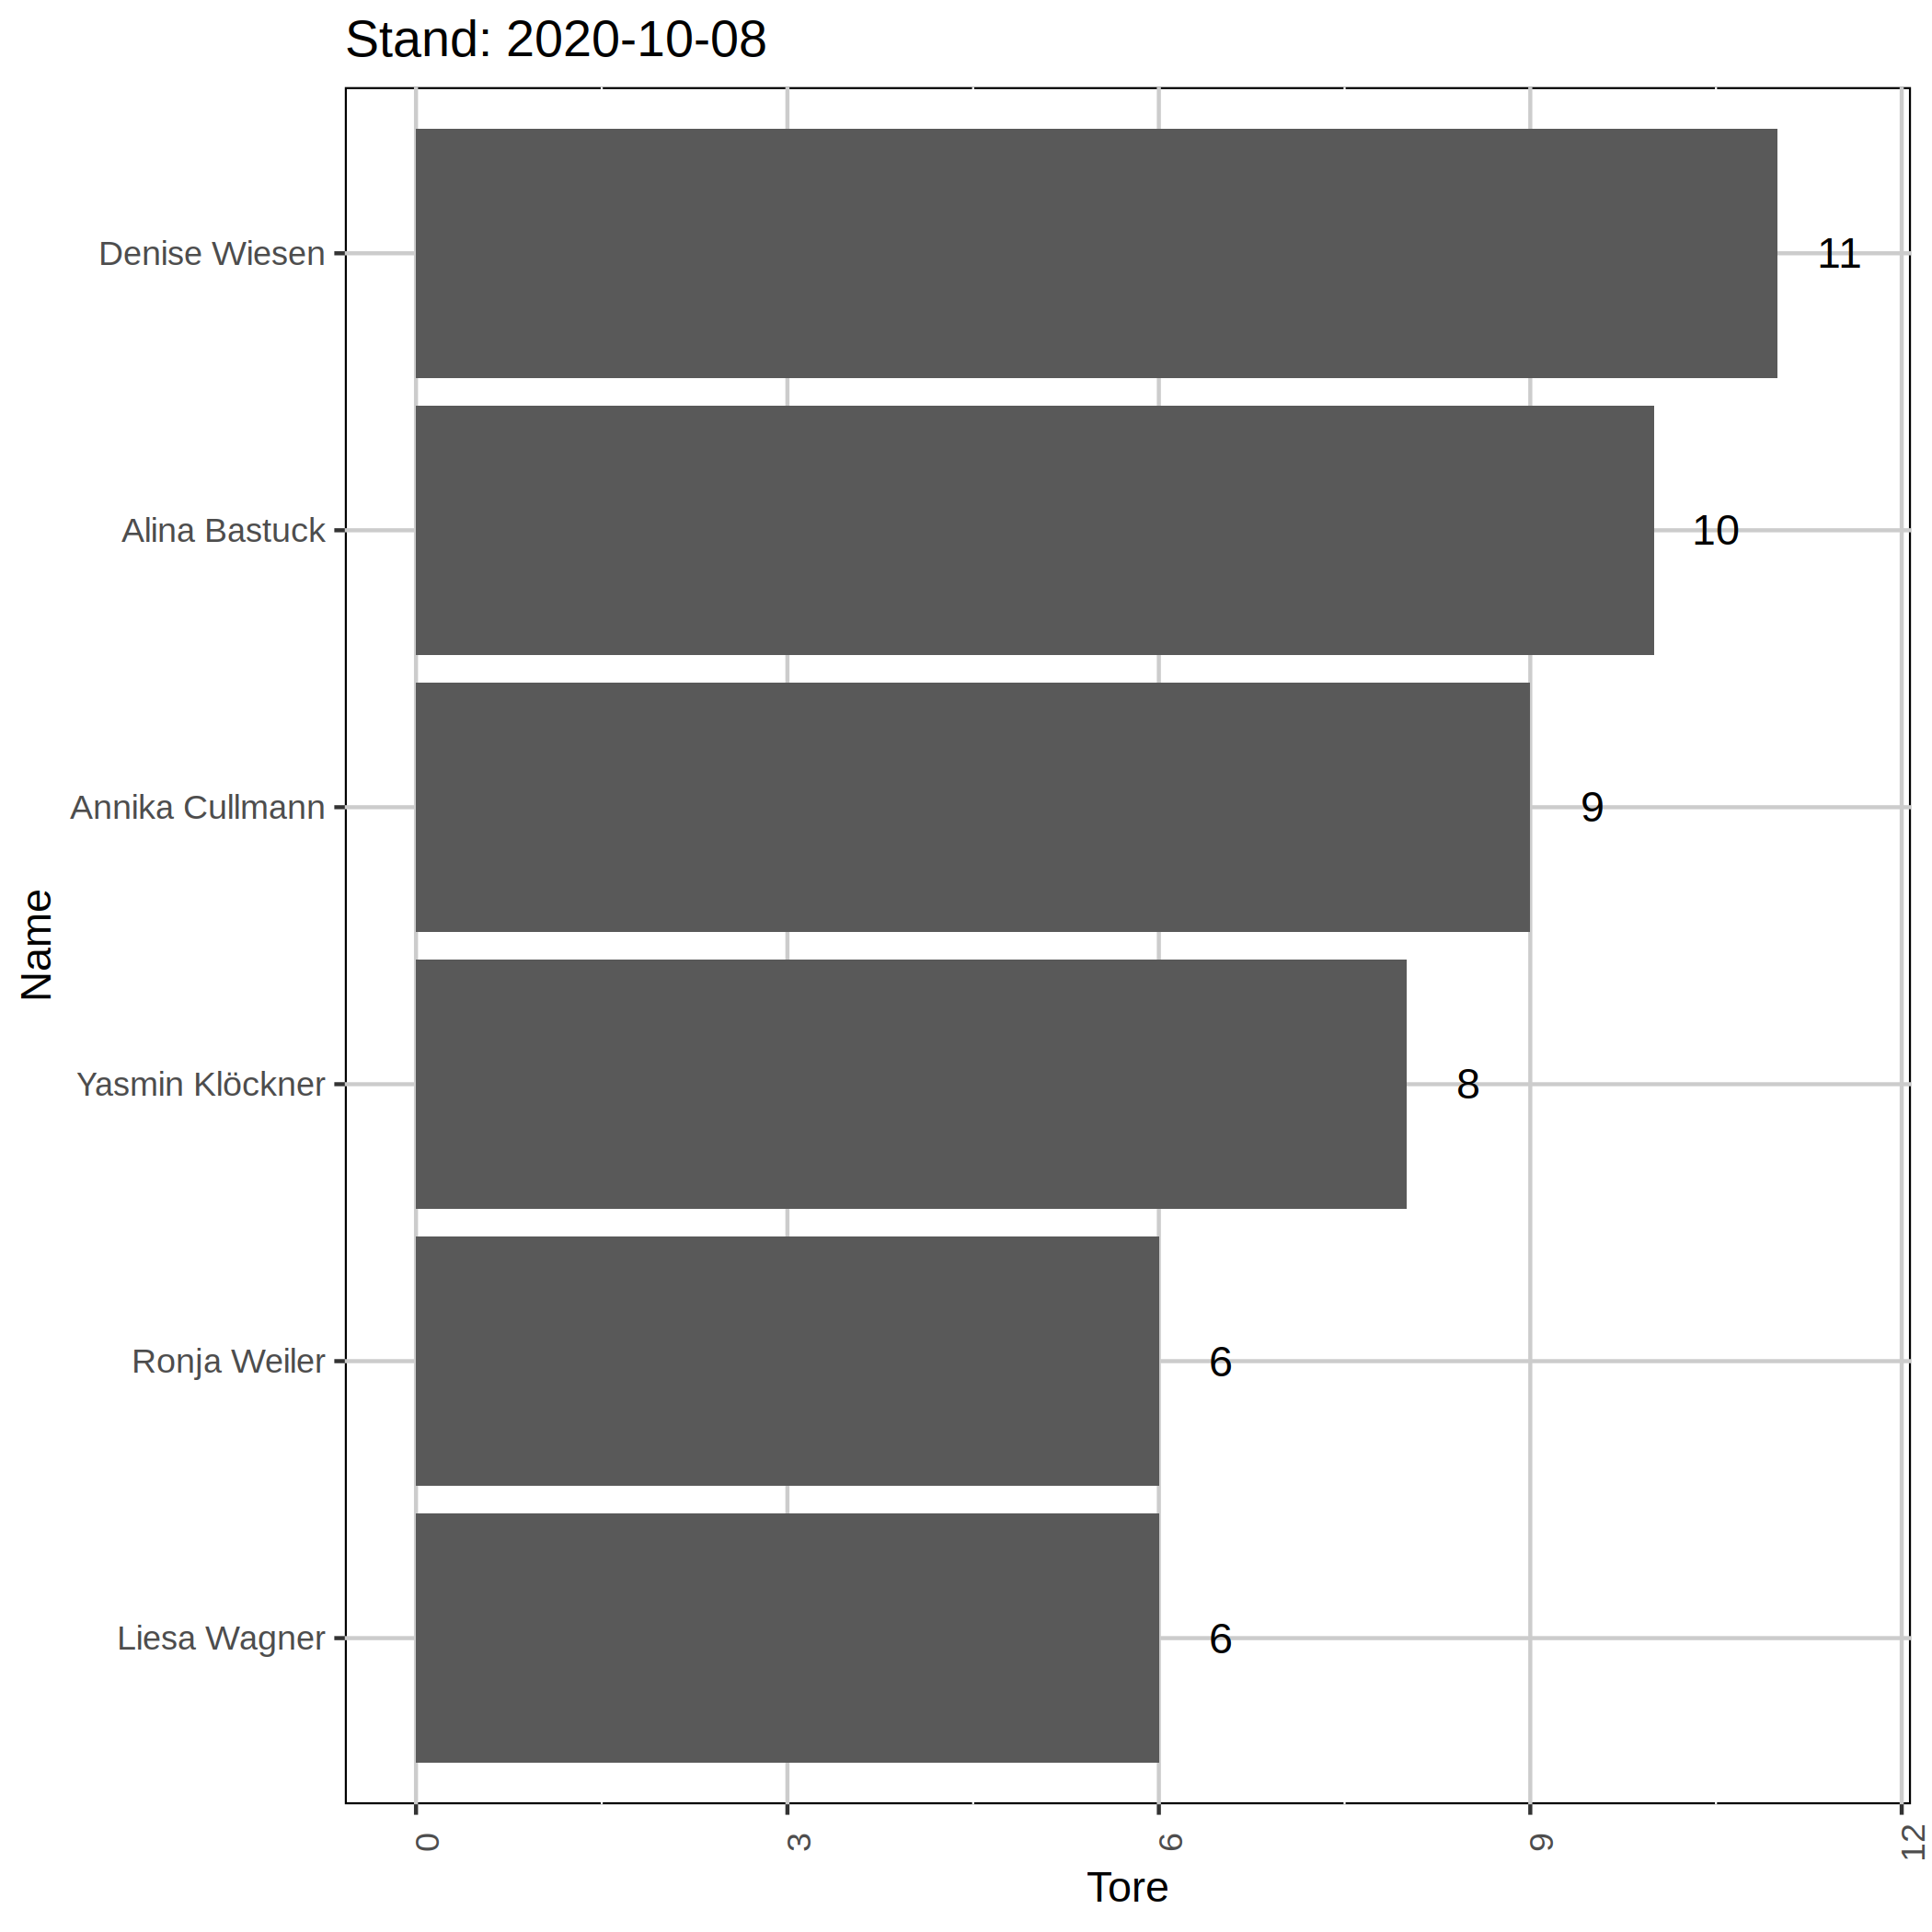 Stand: 2020-10-08
Denise Wiesen
11
Alina Bastuck
10
Annika Cullmann
9
Name
Yasmin Klöckner
8
Ronja Weiler
6
Liesa Wagner
6
0
3
6
9
12
Tore